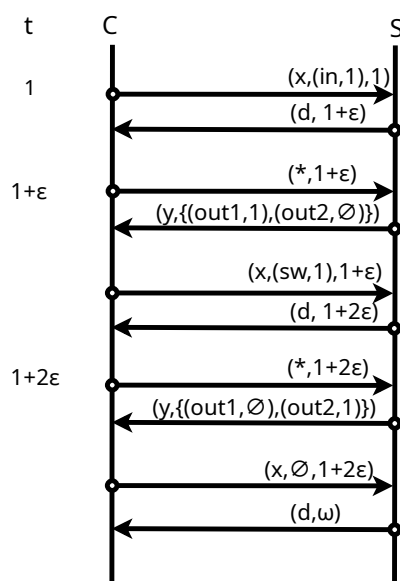 t C S
1 (x,(in,1),1)
(d, 1+ε)
1+ε (*,1+ε)
(y,{(out1,1),(out2,∅)})
(x,(sw,1),1+ε)
(d, 1+2ε)
1+2ε (*,1+2ε)
(y,{(out1,∅),(out2,1)})
(x,∅,1+2ε)
(d,ω)